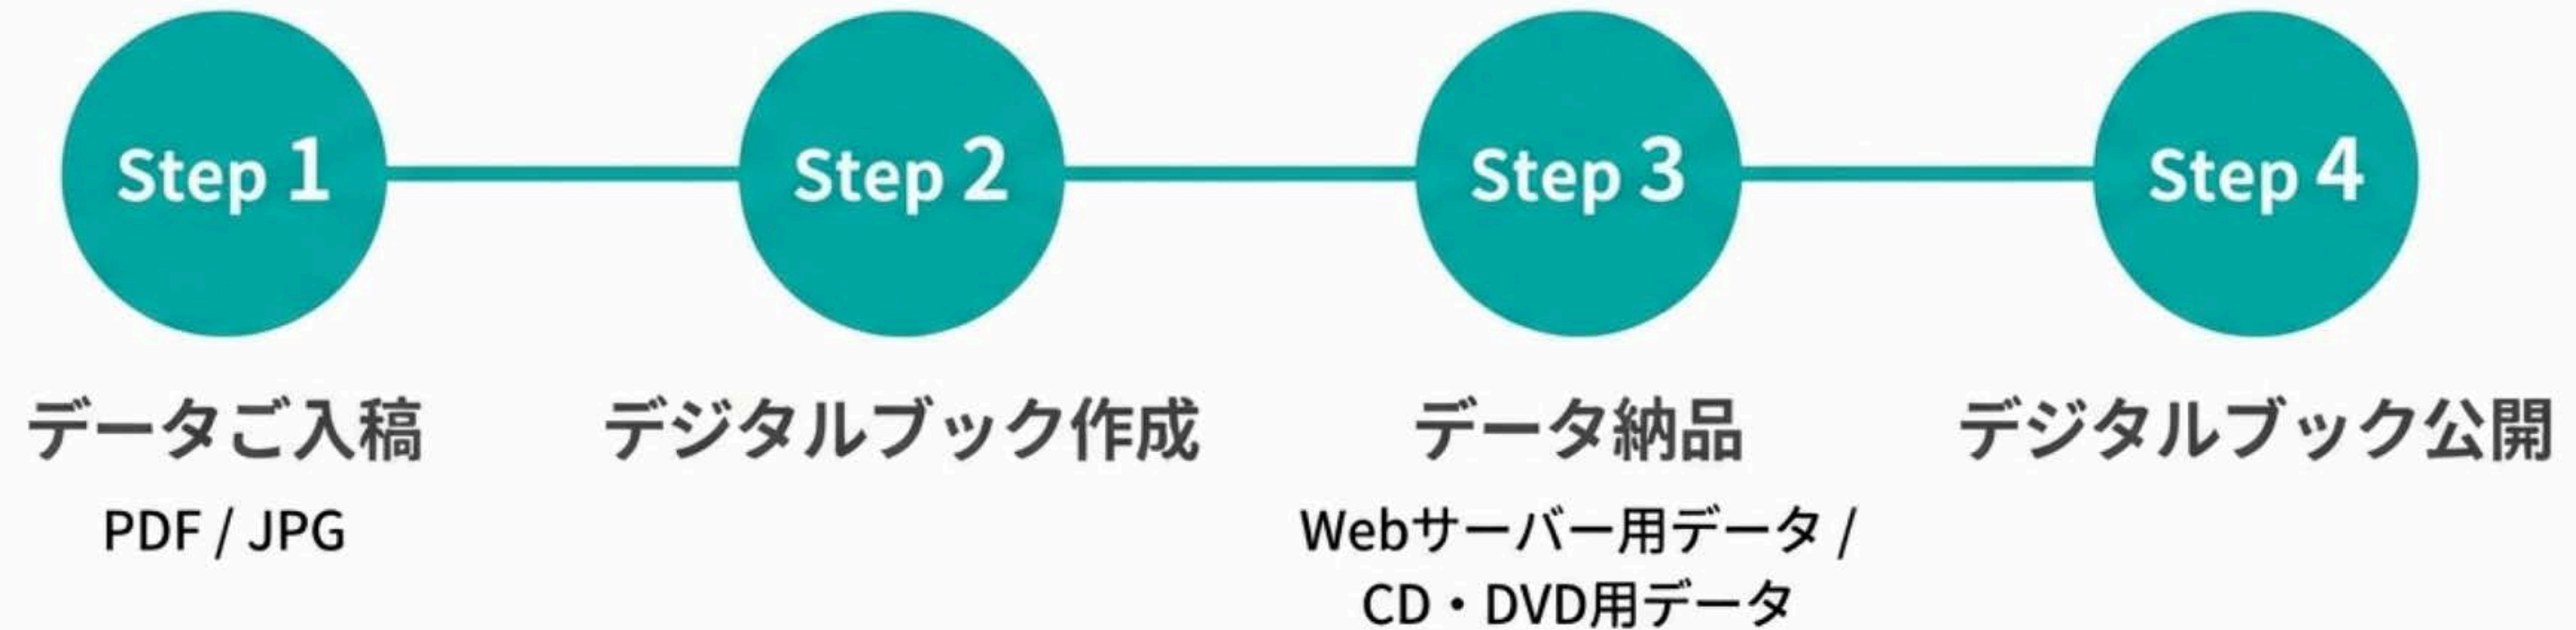 Step 1
Step 2
Step 3
Step 4
データご入稿
PDF / JPG
デジタルブック作成
データ納品
Webサーバー用データ /
CD・DVD用データ
デジタルブック公開